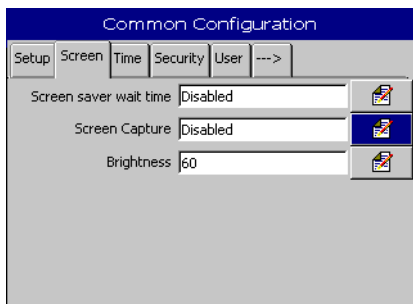 Common Configuration
Setup Screen Time Security User --->
Screen saver wait time Disabled
Screen Capture Disabled
Brightness 60